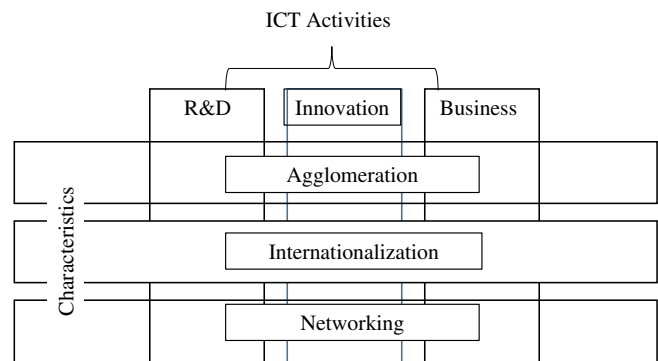 ICT Activities
R&D Innovation Business
Agglomeration
Internationalization
Networking
Characteristics